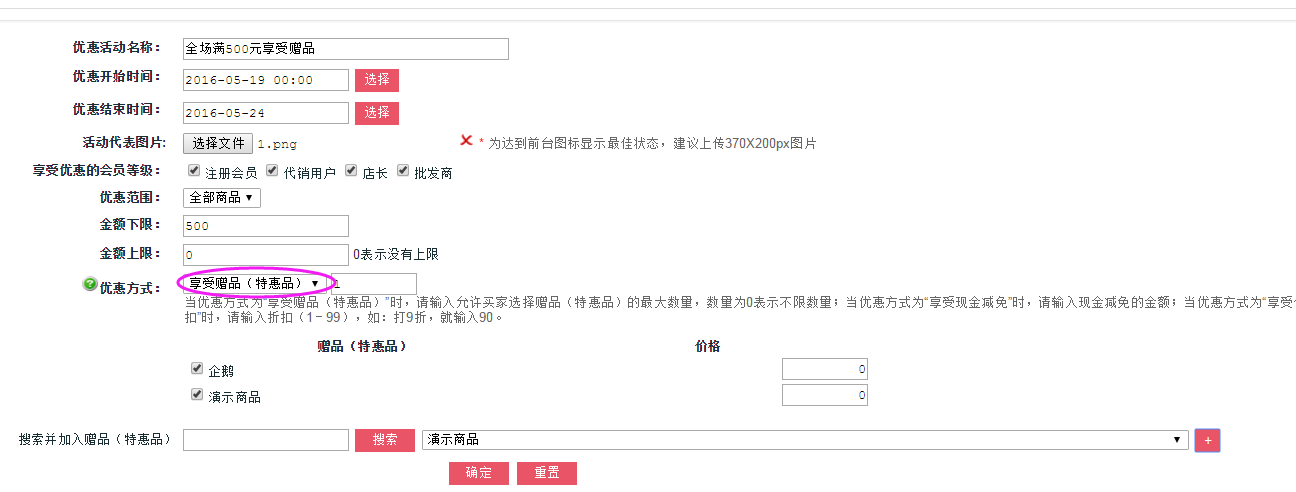 优惠活动名称： 全场满500元享受赠品
优惠开始时间： 2016-05-19 00:00 选择
优惠结束时间： 2016-05-24 选择
活动代表图片: 选择文件 1.png * 为达到前台图标显示最佳状态，建议上传370X200px图片
享受优惠的会员等级： 注册会员 代销用户 店长 批发商
优惠范围： 全部商品
金额下限： 500
金额上限： 0 0表示没有上限
优惠方式： 享受赠品（特惠品） 1
当优惠方式为“享受赠品（特惠品）”时，请输入允许买家选择赠品（特惠品）的最大数量，数量为0表示不限数量；当优惠方式为“享受现金减免”时，请输入现金减免的金额；当优惠方式为“享受
扣”时，请输入折扣（1－99），如：打9折，就输入90。
赠品（特惠品） 价格
企鹅 0
演示商品 0
搜索并加入赠品（特惠品） 搜索 演示商品 +
确定 重置